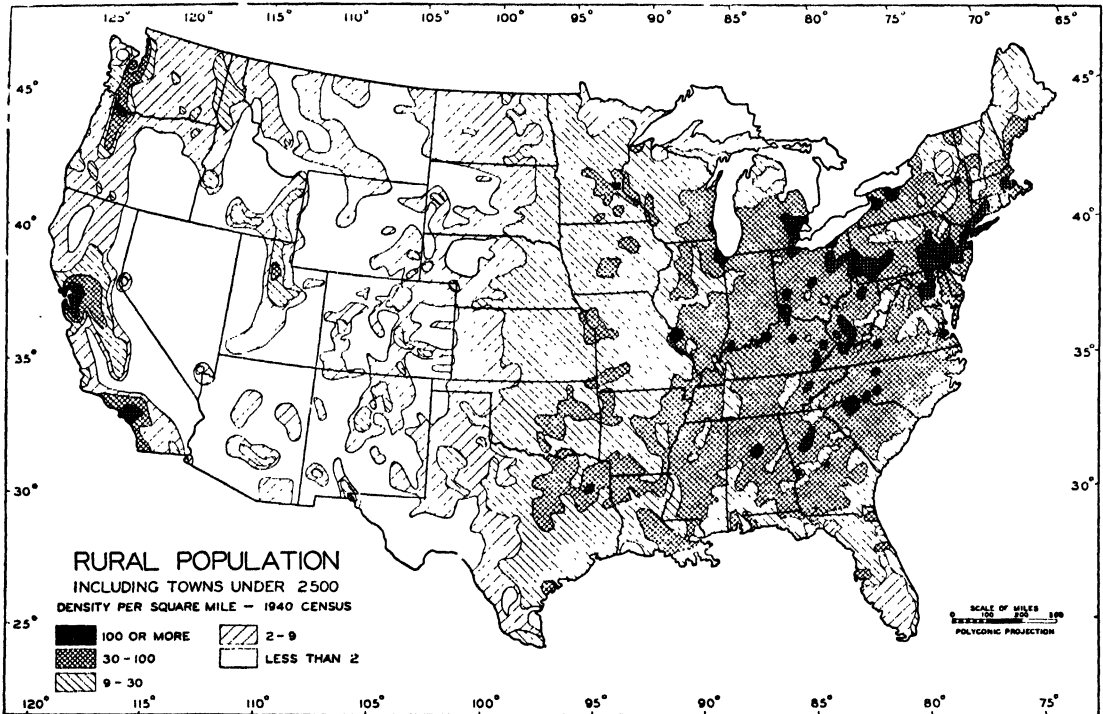 125° 120° 115° 110° 105° 100° 95° 90° 85° 80° 75° 70° 65°
45° 45°
40° 40°
35° 35°
30° 30°
25° 25°
RURAL POPULATION
INCLUDING TOWNS UNDER 2500
DENSITY PER SQUARE MILE — 1940 CENSUS
100 OR MORE
30-100
9-30
2-9
LESS THAN 2
SCALE OF MILES
0 100 200 300
POLYCONIC PROJECTION
120° 115° 110° 105° 100° 95° 90° 85° 80° 75°